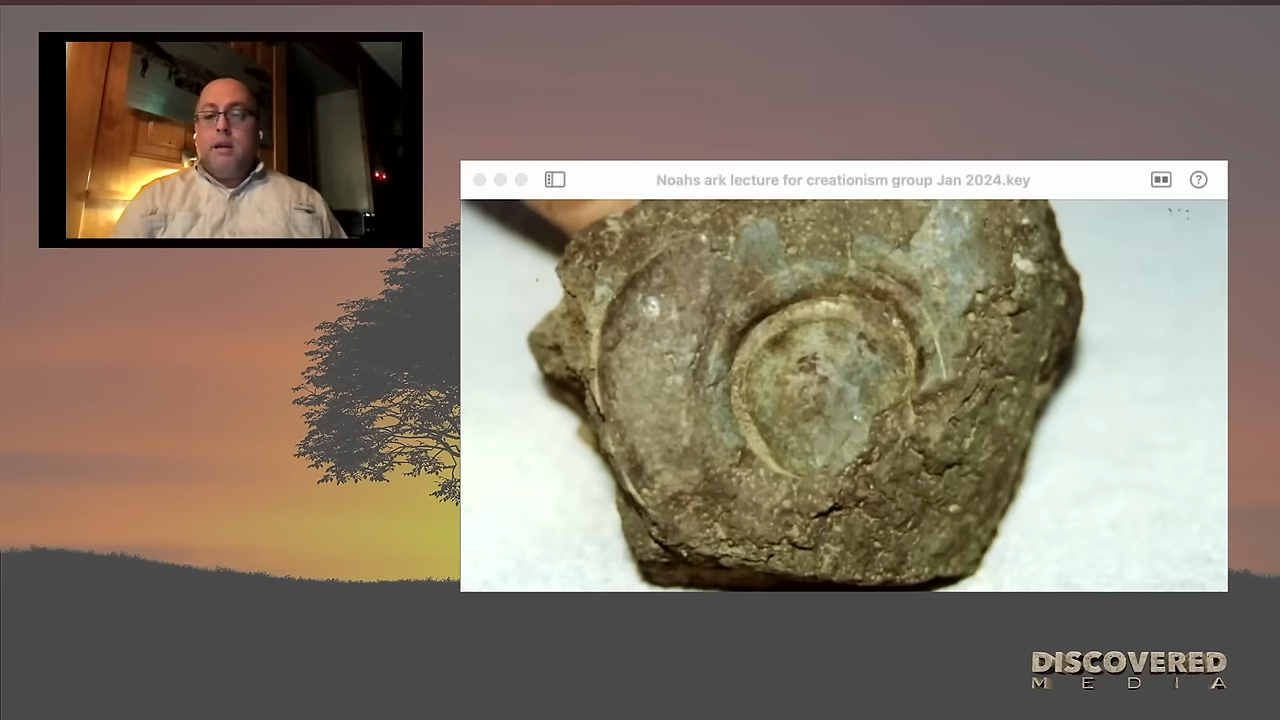 Noahs ark lecture for creationism group Jan 2024.key
?
DISCOVERED
MEDIA